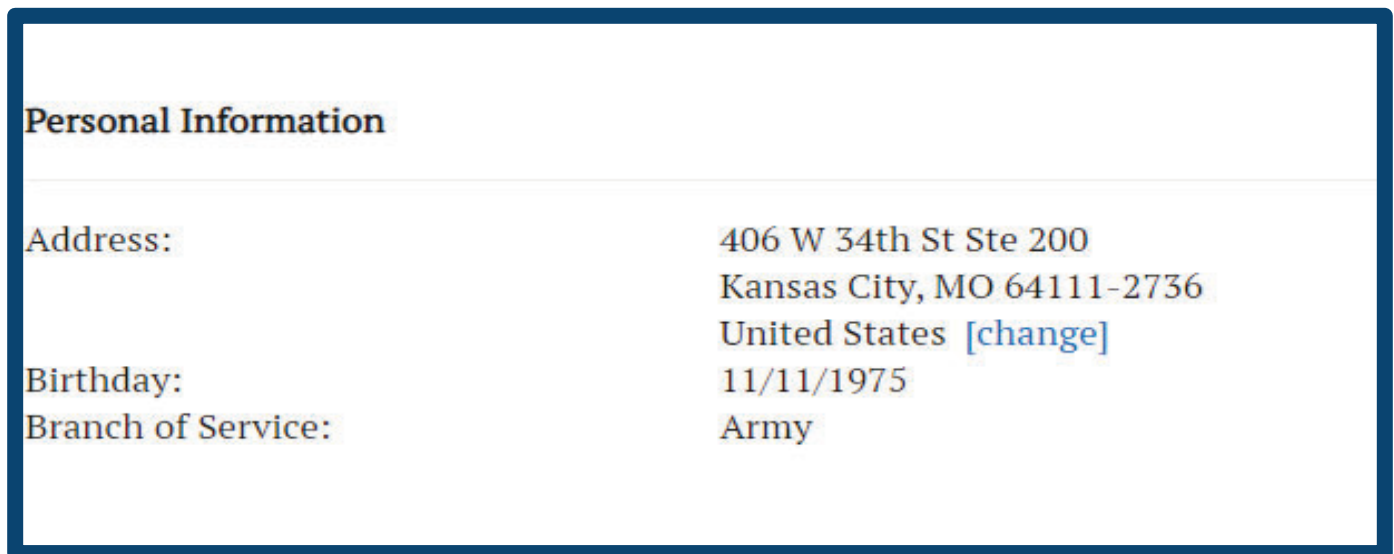 Personal Information
Address: 406 W 34th St Ste 200
Kansas City, MO 64111-2736
United States [change]
Birthday: 11/11/1975
Branch of Service: Army